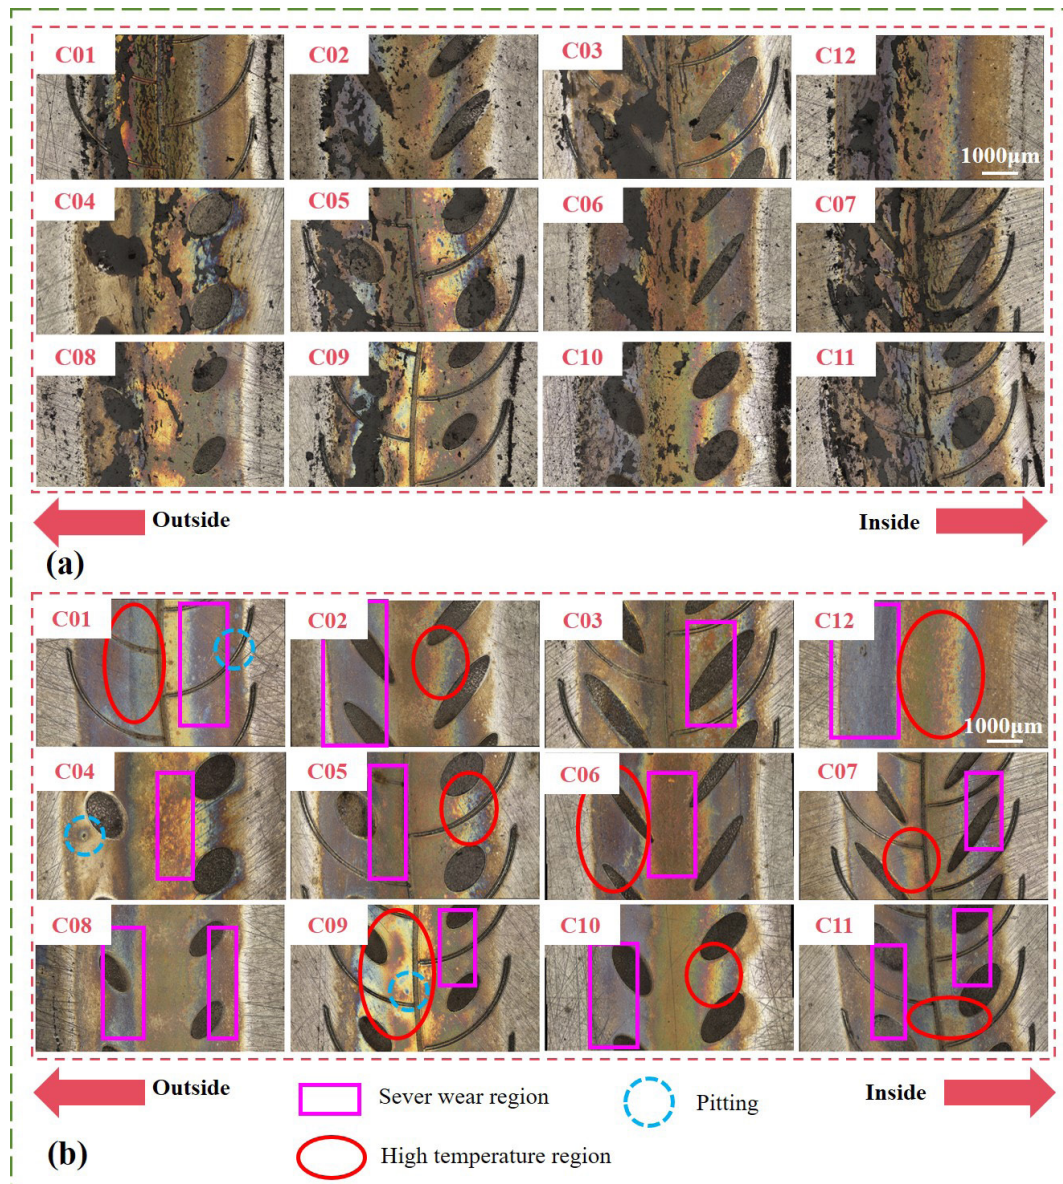 C01 C02 C03 C12
1000µm
C04 C05 C06 C07
C08 C09 C10 C11
Outside Inside
(a)
C01 C02 C03 C12
1000µm
C04 C05 C06 C07
C08 C09 C10 C11
Outside Inside
Sever wear region Pitting
(b) High temperature region